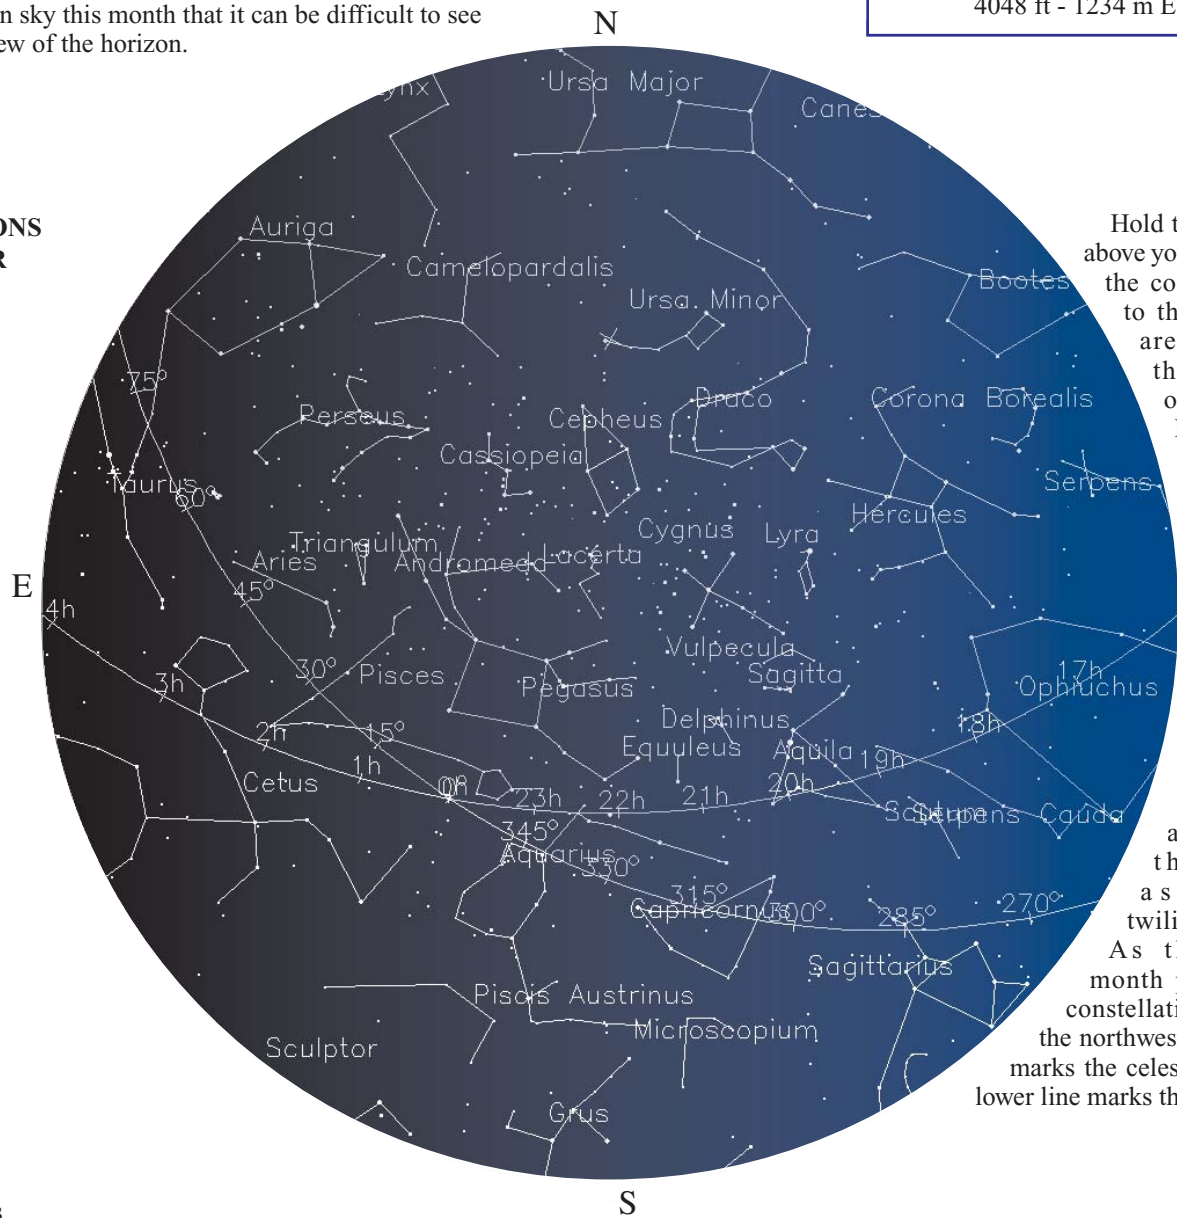 n sky this month that it can be difficult to see
ew of the horizon.
4048 ft - 1234 m E
N
ONS
R
Ursa Major
ynx
Canes
Auriga
Camelopardalis
Ursa Minor
Bootes
Hold t
above yo
the co
to th
are
th
o
75°
Perseus
Cepheus
Draco
Corona Borealis
Cassiopeia
Taurus
60°
Serpens
Hercules
Cygnus
Lyra
Triangulum
Andromeda
Lacerta
Aries
E
45°
4h
Vulpecula
Sagitta
30°
Pisces
Pegasus
17h
Ophiuchus
3h
2h
15°
Delphinus
18h
Equuleus
Aquila
19h
1h
Cetus
0h
0°
23h
22h
21h
20h
Scutum
Serpens Cauda
345°
Aquarius
330°
315°
Capricornus
300°
285°
270°
a
th
as
twili
As th
month
constellati
the northwes
marks the celes
lower line marks th
Sagittarius
Piscis Austrinus
Microscopium
Sculptor
Grus
S